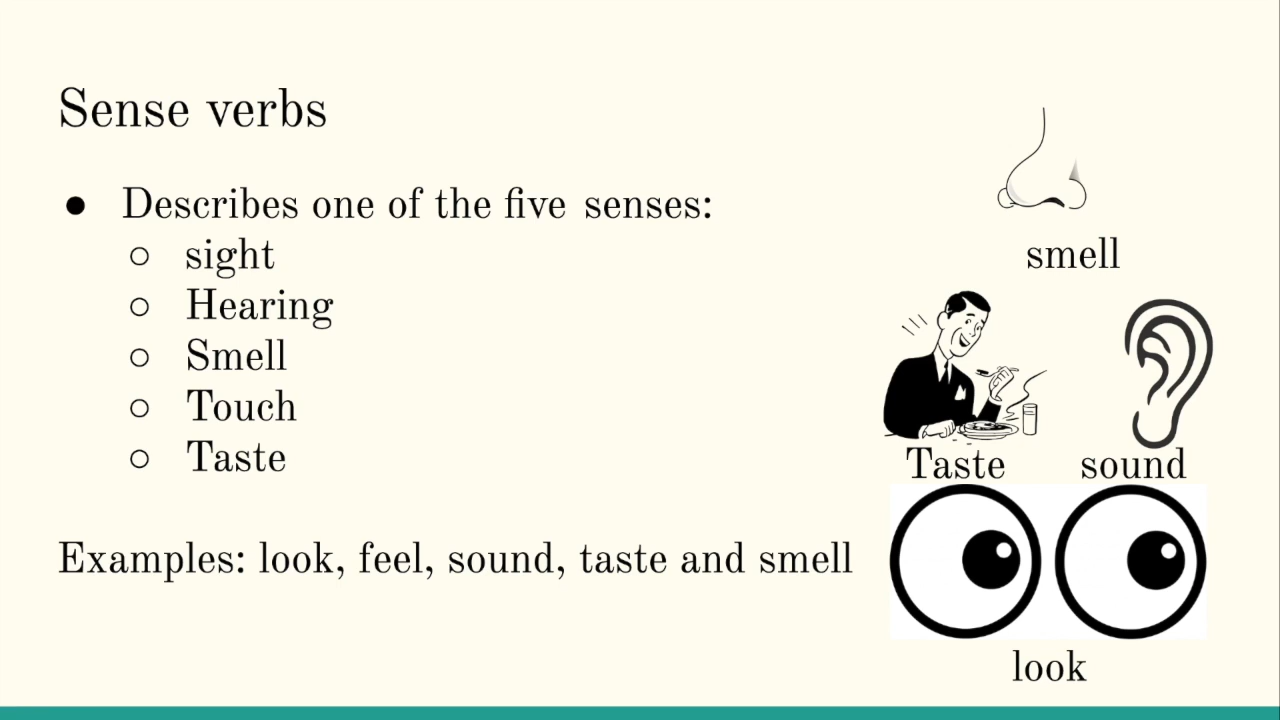 Sense verbs
● Describes one of the five senses:
○ sight
○ Hearing
○ Smell
○ Touch
○ Taste
Examples: look, feel, sound, taste and smell
smell
Taste
sound
look